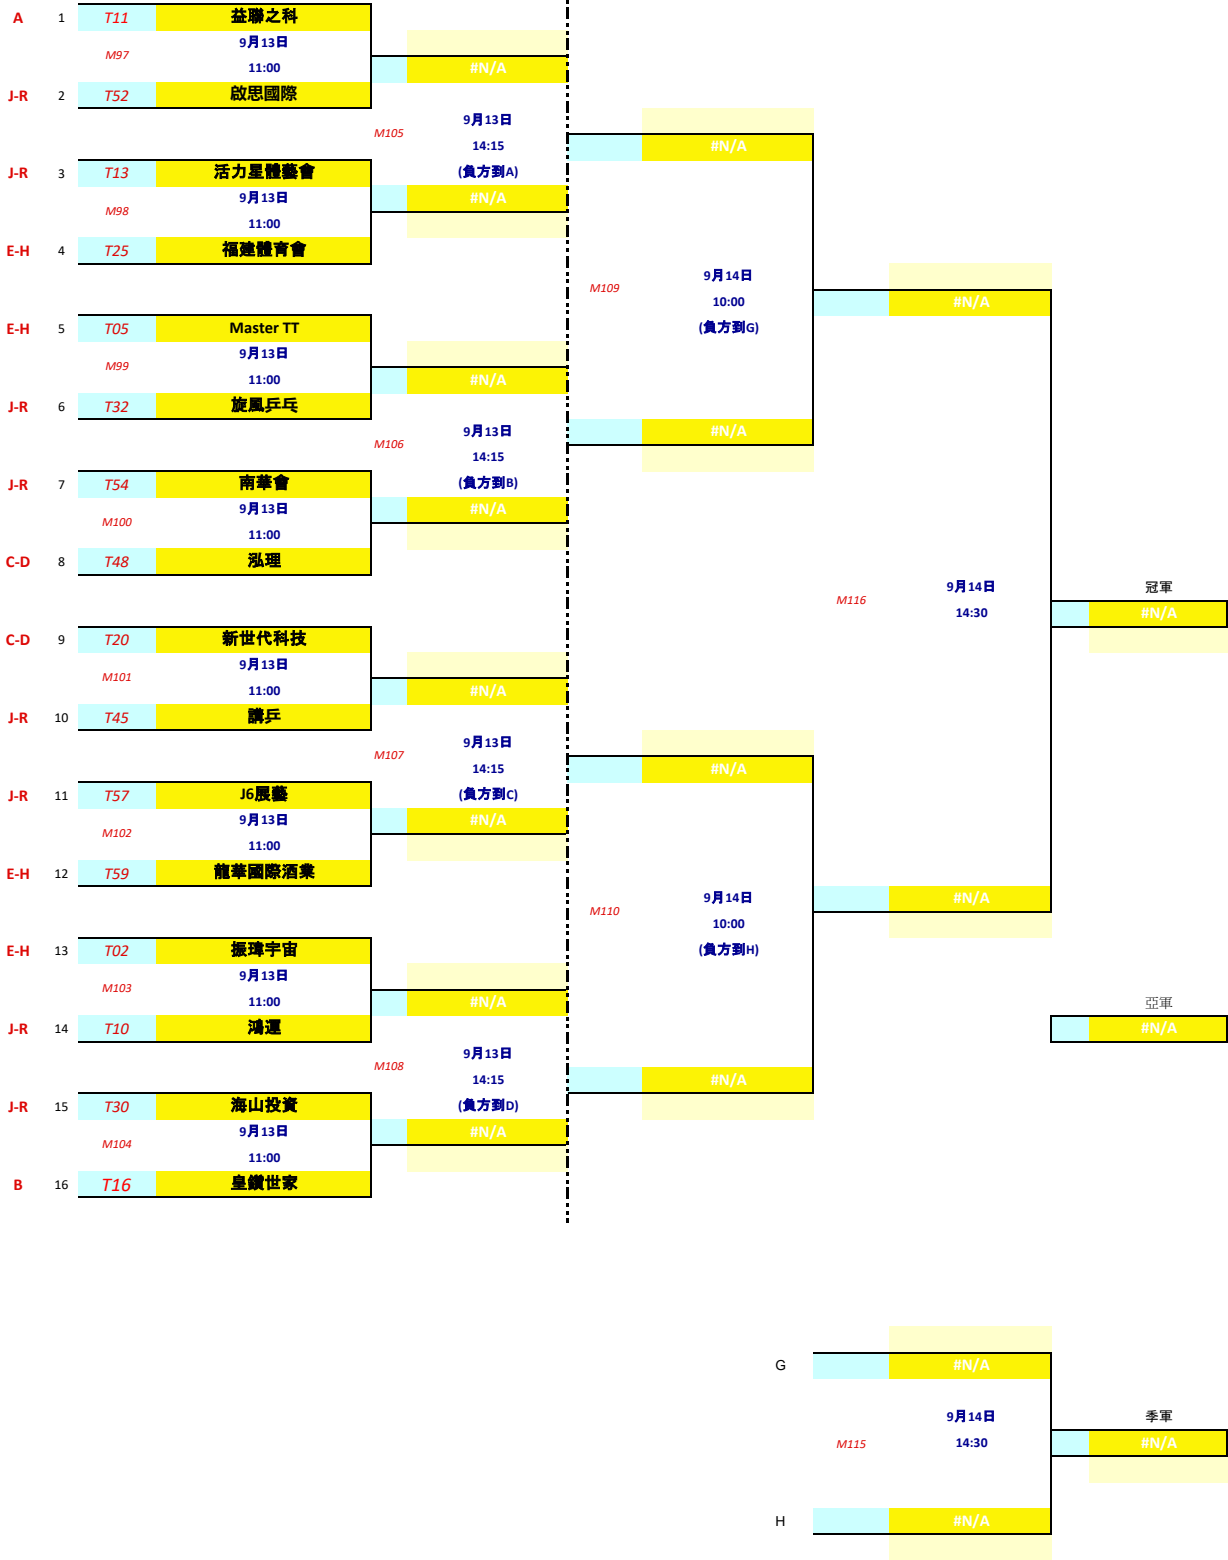 A 1 T11 益聯之科
M97 9月13日
11:00
#N/A
J-R 2 T52 啟思國際
M105 9月13日
14:15
(負方到A)
#N/A
J-R 3 T13 活力星體藝會
M98 9月13日
11:00
#N/A
E-H 4 T25 福建體育會
M109 9月14日
10:00
(負方到G)
#N/A
E-H 5 T05 Master TT
M99 9月13日
11:00
#N/A
J-R 6 T32 旋風乒乓
M106 9月13日
14:15
(負方到B)
#N/A
J-R 7 T54 南華會
M100 9月13日
11:00
#N/A
C-D 8 T48 泓理
M116 9月14日
14:30
冠軍
#N/A
C-D 9 T20 新世代科技
M101 9月13日
11:00
#N/A
J-R 10 T45 講乒
M107 9月13日
14:15
(負方到C)
#N/A
J-R 11 T57 J6展藝
M102 9月13日
11:00
#N/A
E-H 12 T59 龍華國際酒業
M110 9月14日
10:00
(負方到H)
#N/A
E-H 13 T02 振瑋宇宙
M103 9月13日
11:00
#N/A
J-R 14 T10 鴻運
亞軍
#N/A
M108 9月13日
14:15
(負方到D)
#N/A
J-R 15 T30 海山投資
M104 9月13日
11:00
#N/A
B 16 T16 皇鑽世家
G #N/A
M115 9月14日
14:30
季軍
#N/A
H #N/A